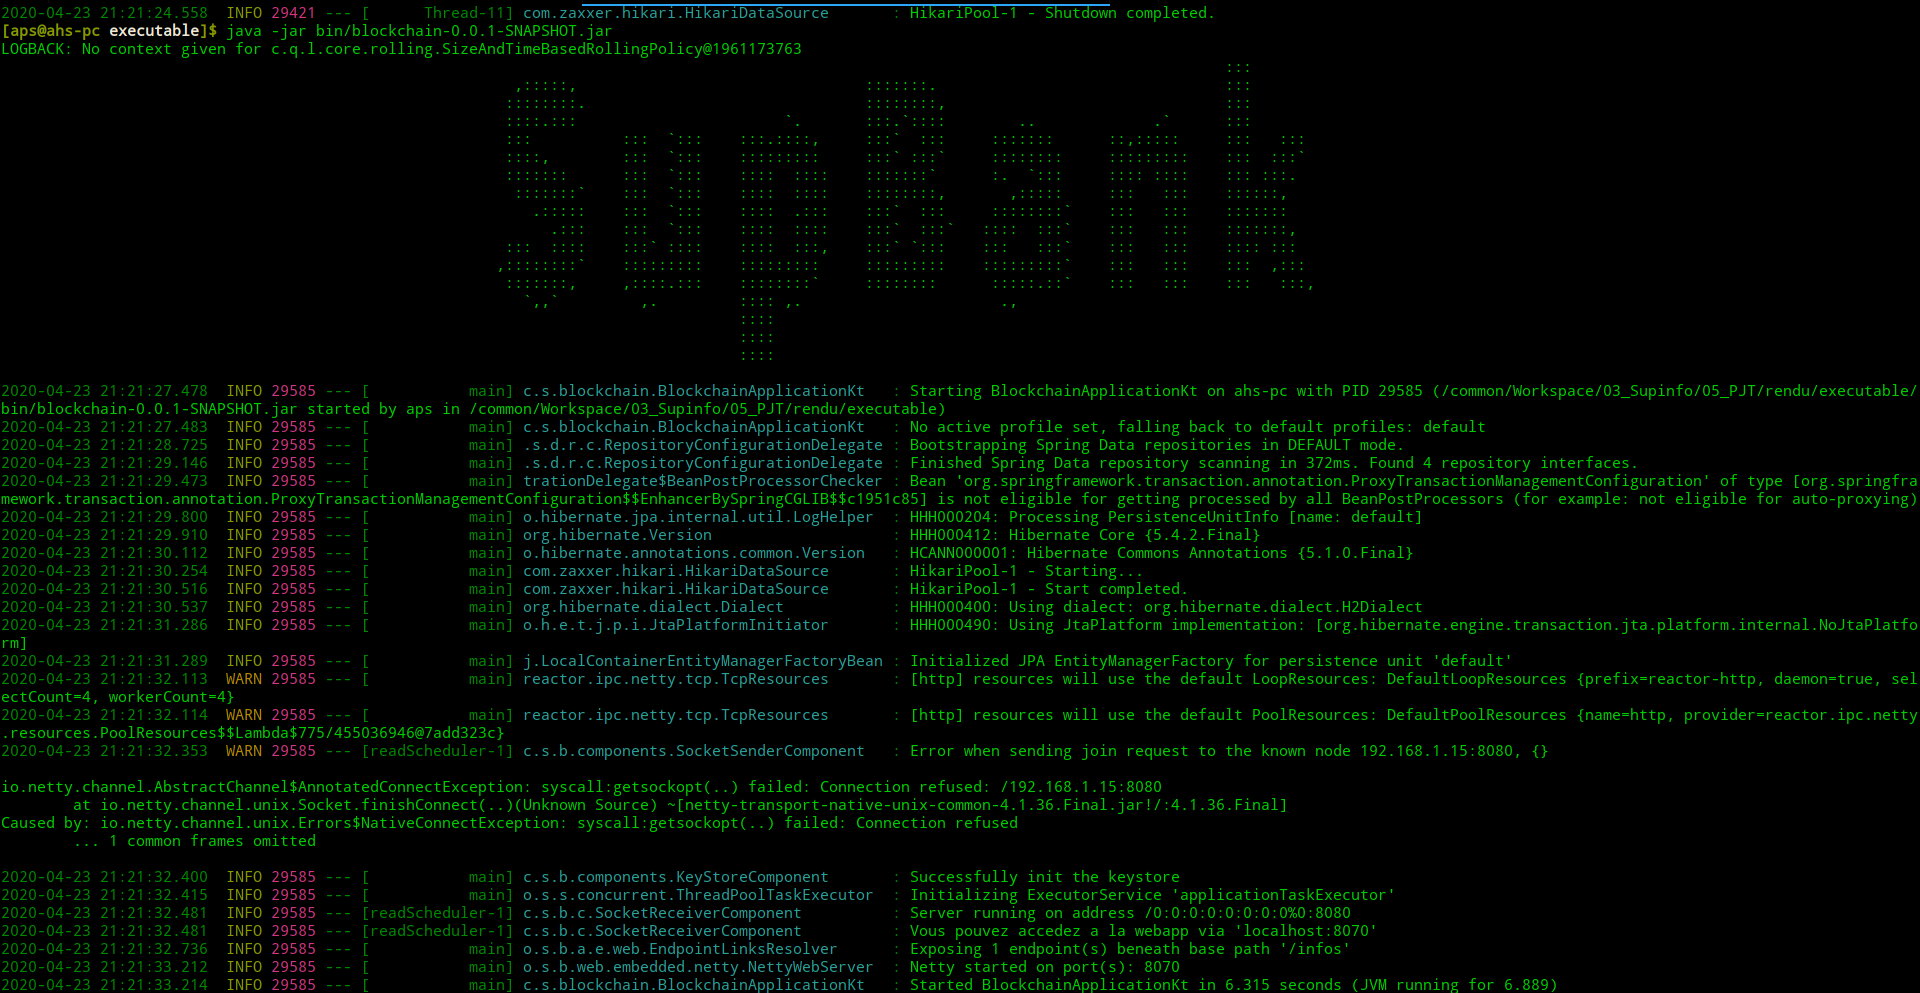 2020-04-23 21:21:24.558  INFO 29421 --- [      Thread-11] com.zaxxer.hikari.HikariDataSource       : HikariPool-1 - Shutdown completed.
[aps@ahs-pc executable]$ java -jar bin/blockchain-0.0.1-SNAPSHOT.jar
LOGBACK: No context given for c.q.l.core.rolling.SizeAndTimeBasedRollingPolicy@1961173763
SupBank
2020-04-23 21:21:27.478  INFO 29585 --- [           main] c.s.blockchain.BlockchainApplicationKt   : Starting BlockchainApplicationKt on ahs-pc with PID 29585 (/common/Workspace/03_Supinfo/05_PJT/rendu/executable/
bin/blockchain-0.0.1-SNAPSHOT.jar started by aps in /common/Workspace/03_Supinfo/05_PJT/rendu/executable)
2020-04-23 21:21:27.483  INFO 29585 --- [           main] c.s.blockchain.BlockchainApplicationKt   : No active profile set, falling back to default profiles: default
2020-04-23 21:21:28.725  INFO 29585 --- [           main] .s.d.r.c.RepositoryConfigurationDelegate : Bootstrapping Spring Data repositories in DEFAULT mode.
2020-04-23 21:21:29.146  INFO 29585 --- [           main] .s.d.r.c.RepositoryConfigurationDelegate : Finished Spring Data repository scanning in 372ms. Found 4 repository interfaces.
2020-04-23 21:21:29.473  INFO 29585 --- [           main] trationDelegate$BeanPostProcessorChecker : Bean 'org.springframework.transaction.annotation.ProxyTransactionManagementConfiguration' of type [org.springfra
mework.transaction.annotation.ProxyTransactionManagementConfiguration$$EnhancerBySpringCGLIB$$c1951c85] is not eligible for getting processed by all BeanPostProcessors (for example: not eligible for auto-proxying)
2020-04-23 21:21:29.800  INFO 29585 --- [           main] o.hibernate.jpa.internal.util.LogHelper  : HHH000204: Processing PersistenceUnitInfo [name: default]
2020-04-23 21:21:29.910  INFO 29585 --- [           main] org.hibernate.Version                    : HHH000412: Hibernate Core {5.4.2.Final}
2020-04-23 21:21:30.112  INFO 29585 --- [           main] o.hibernate.annotations.common.Version   : HCANN000001: Hibernate Commons Annotations {5.1.0.Final}
2020-04-23 21:21:30.254  INFO 29585 --- [           main] com.zaxxer.hikari.HikariDataSource       : HikariPool-1 - Starting...
2020-04-23 21:21:30.516  INFO 29585 --- [           main] com.zaxxer.hikari.HikariDataSource       : HikariPool-1 - Start completed.
2020-04-23 21:21:30.537  INFO 29585 --- [           main] org.hibernate.dialect.Dialect            : HHH000400: Using dialect: org.hibernate.dialect.H2Dialect
2020-04-23 21:21:31.286  INFO 29585 --- [           main] o.h.e.t.j.p.i.JtaPlatformInitiator       : HHH000490: Using JtaPlatform implementation: [org.hibernate.engine.transaction.jta.platform.internal.NoJtaPlatfo
rm]
2020-04-23 21:21:31.289  INFO 29585 --- [           main] j.LocalContainerEntityManagerFactoryBean : Initialized JPA EntityManagerFactory for persistence unit 'default'
2020-04-23 21:21:32.113  WARN 29585 --- [           main] reactor.ipc.netty.tcp.TcpResources       : [http] resources will use the default LoopResources: DefaultLoopResources {prefix=reactor-http, daemon=true, sel
ectCount=4, workerCount=4}
2020-04-23 21:21:32.114  WARN 29585 --- [           main] reactor.ipc.netty.tcp.TcpResources       : [http] resources will use the default PoolResources: DefaultPoolResources {name=http, provider=reactor.ipc.netty
.resources.PoolResources$$Lambda$775/455036946@7add323c}
2020-04-23 21:21:32.353  WARN 29585 --- [readScheduler-1] c.s.b.components.SocketSenderComponent   : Error when sending join request to the known node 192.168.1.15:8080, {}
io.netty.channel.AbstractChannel$AnnotatedConnectException: syscall:getsockopt(..) failed: Connection refused: /192.168.1.15:8080
        at io.netty.channel.unix.Socket.finishConnect(..)(Unknown Source) ~[netty-transport-native-unix-common-4.1.36.Final.jar!/:4.1.36.Final]
Caused by: io.netty.channel.unix.Errors$NativeConnectException: syscall:getsockopt(..) failed: Connection refused
        ... 1 common frames omitted
2020-04-23 21:21:32.400  INFO 29585 --- [           main] c.s.b.components.KeyStoreComponent       : Successfully init the keystore
2020-04-23 21:21:32.415  INFO 29585 --- [           main] o.s.s.concurrent.ThreadPoolTaskExecutor  : Initializing ExecutorService 'applicationTaskExecutor'
2020-04-23 21:21:32.481  INFO 29585 --- [readScheduler-1] c.s.b.c.SocketReceiverComponent          : Server running on address /0:0:0:0:0:0:0:0%0:8080
2020-04-23 21:21:32.481  INFO 29585 --- [readScheduler-1] c.s.b.c.SocketReceiverComponent          : Vous pouvez accedez a la webapp via 'localhost:8070'
2020-04-23 21:21:32.736  INFO 29585 --- [           main] o.s.b.a.e.web.EndpointLinksResolver      : Exposing 1 endpoint(s) beneath base path '/infos'
2020-04-23 21:21:33.212  INFO 29585 --- [           main] o.s.b.web.embedded.netty.NettyWebServer  : Netty started on port(s): 8070
2020-04-23 21:21:33.214  INFO 29585 --- [           main] c.s.blockchain.BlockchainApplicationKt   : Started BlockchainApplicationKt in 6.315 seconds (JVM running for 6.889)